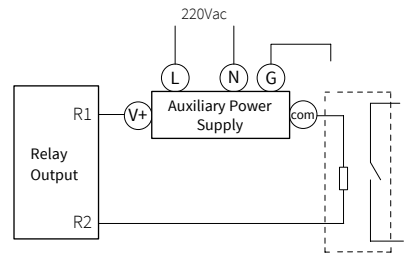 220Vac
L
N
G
R1
V+
Auxiliary Power
Supply
com
Relay
Output
R2